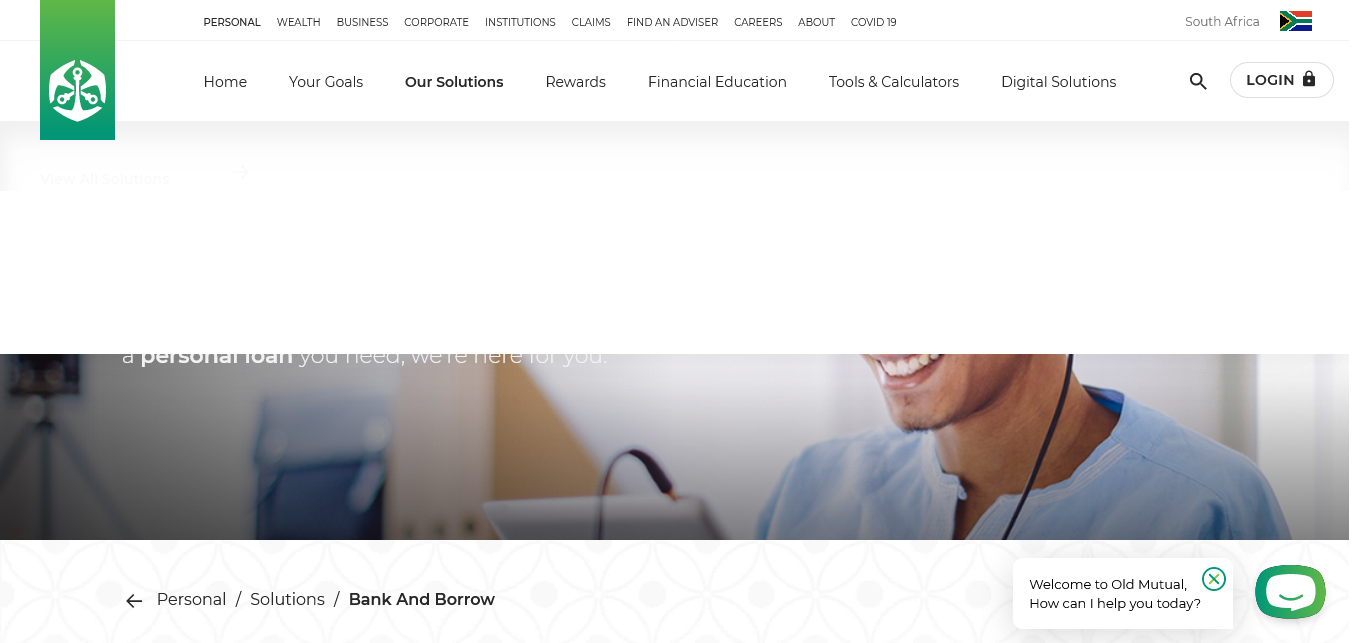 PERSONAL WEALTH BUSINESS CORPORATE INSTITUTIONS CLAIMS FIND AN ADVISER CAREERS ABOUT COVID 19 South Africa
Home Your Goals Our Solutions Rewards Financial Education Tools & Calculators Digital Solutions LOGIN
View All Solutions
a personal loan you need, we're here for you.
Welcome to Old Mutual,
How can I help you today?
Personal / Solutions / Bank And Borrow